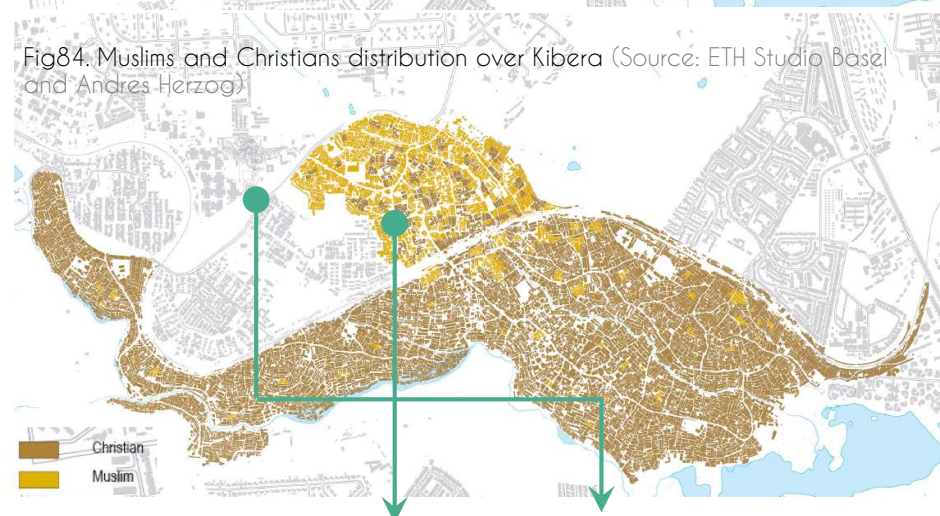 Fig84. Muslims and Christians distribution over Kibera (Source: ETH Studio Basel
and Andres Herzog)
Christian
Muslim